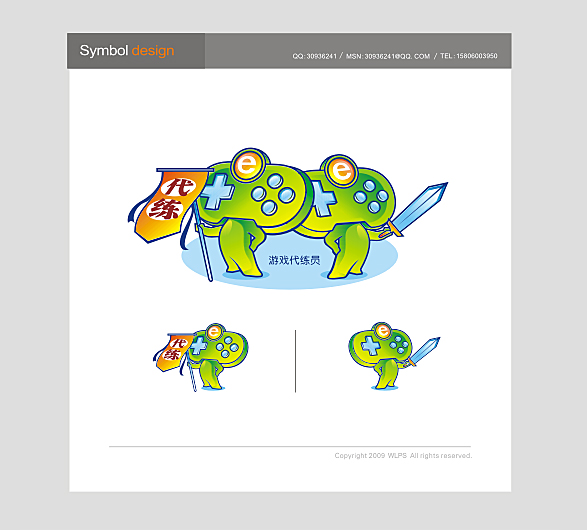 Symbol design
QQ:30936241 / MSN:30936241@QQ.COM / TEL:15806003950
e
e
代
练
游戏代练员
e
代
练
e
Copyright 2009 WLPS All rights reserved.